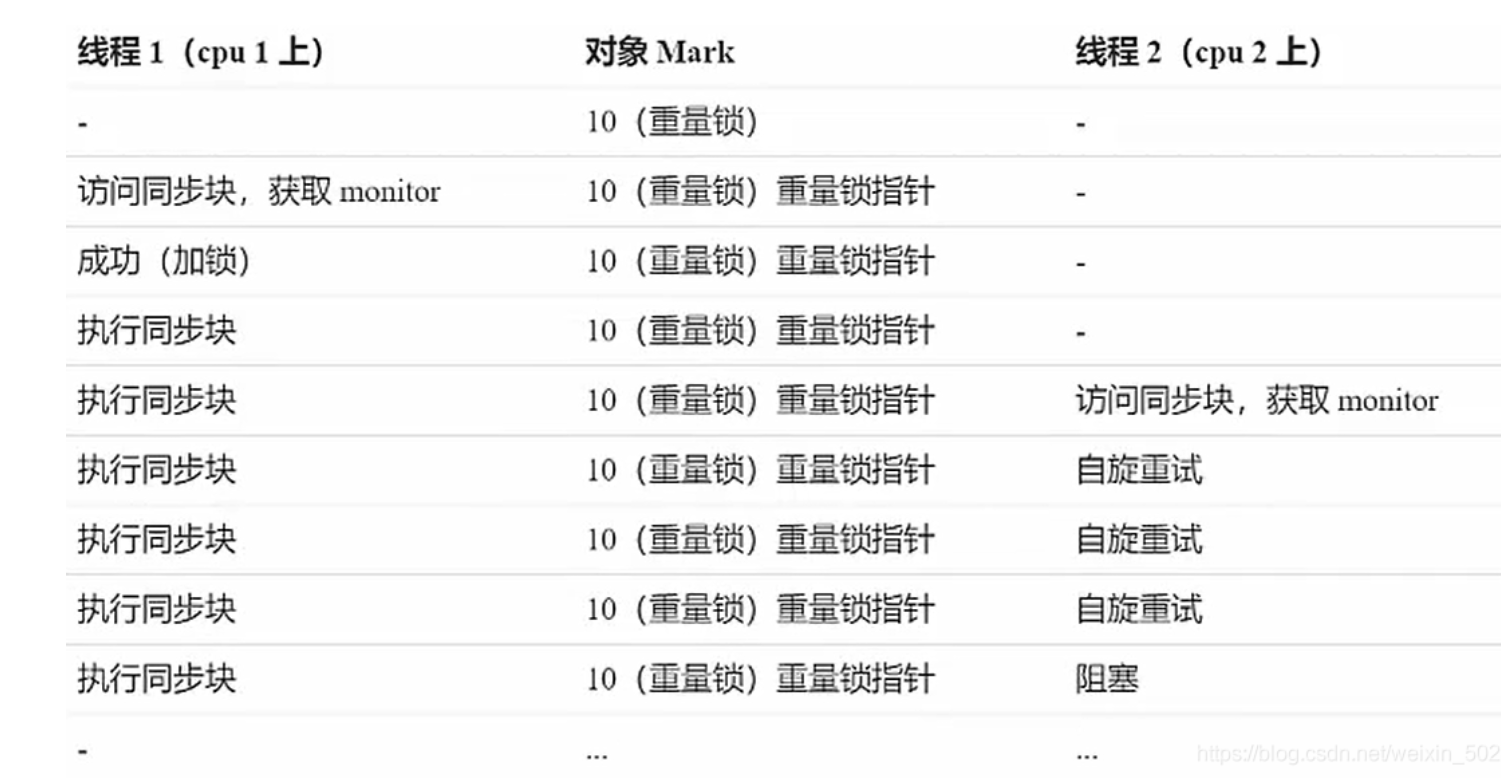 线程 1（cpu 1 上） 对象 Mark 线程 2（cpu 2 上）
- 10（重量锁） -
访问同步块，获取 monitor 10（重量锁）重量锁指针 -
成功（加锁） 10（重量锁）重量锁指针 -
执行同步块 10（重量锁）重量锁指针 -
执行同步块 10（重量锁）重量锁指针 访问同步块，获取 monitor
执行同步块 10（重量锁）重量锁指针 自旋重试
执行同步块 10（重量锁）重量锁指针 自旋重试
执行同步块 10（重量锁）重量锁指针 自旋重试
执行同步块 10（重量锁）重量锁指针 阻塞
- ... ...
https://blog.csdn.net/weixin_502